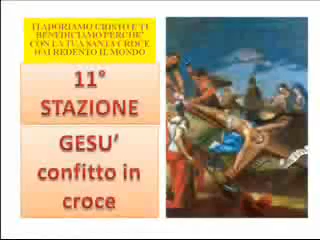 TI ADORIAMO CRISTO E TI
BENEDICIAMO PERCHE'
CON LA TUA SANTA CROCE
HAI REDENTO IL MONDO
11°
STAZIONE
GESU'
confitto in
croce